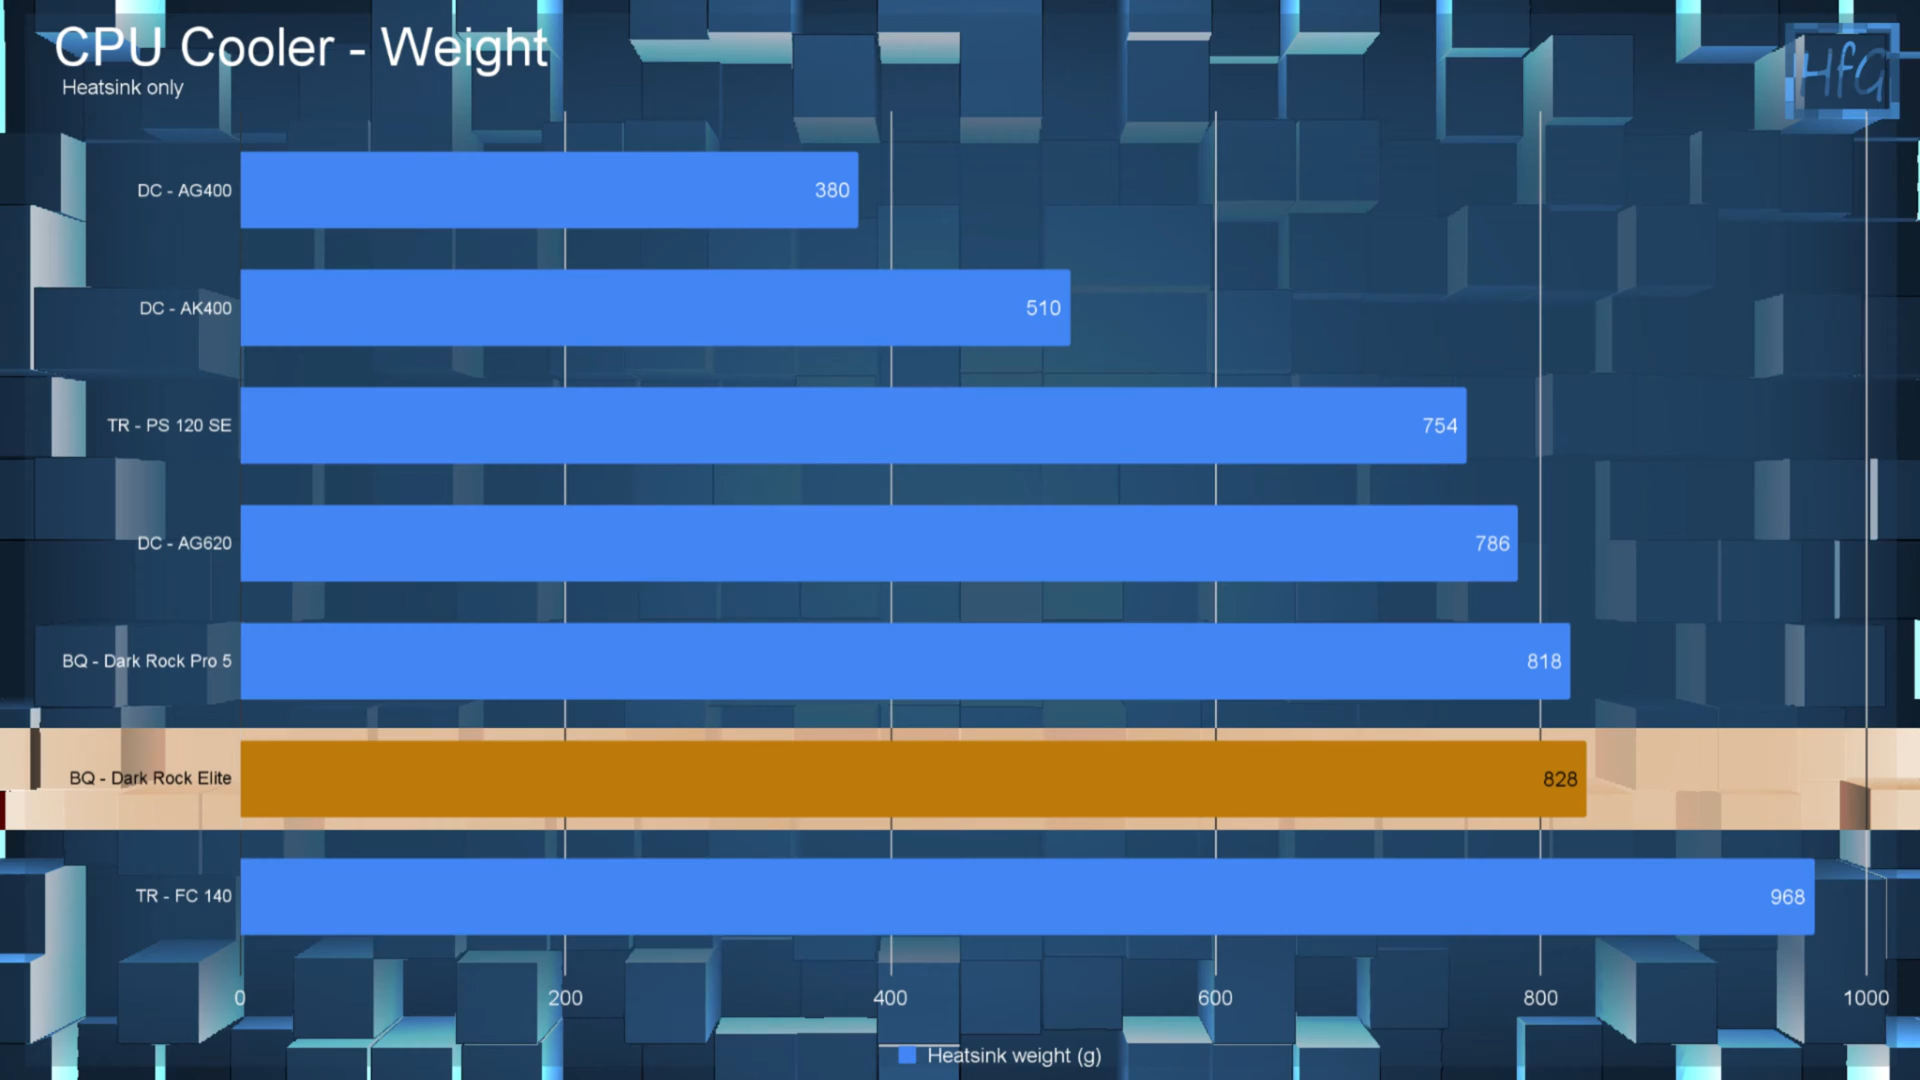 CPU Cooler - Weight
Heatsink only
HfG
DC - AG400
380
DC - AK400
510
TR - PS 120 SE
754
DC - AG620
786
BQ - Dark Rock Pro 5
818
BQ - Dark Rock Elite
828
TR - FC 140
968
0 200 400 600 800 1000
Heatsink weight (g)